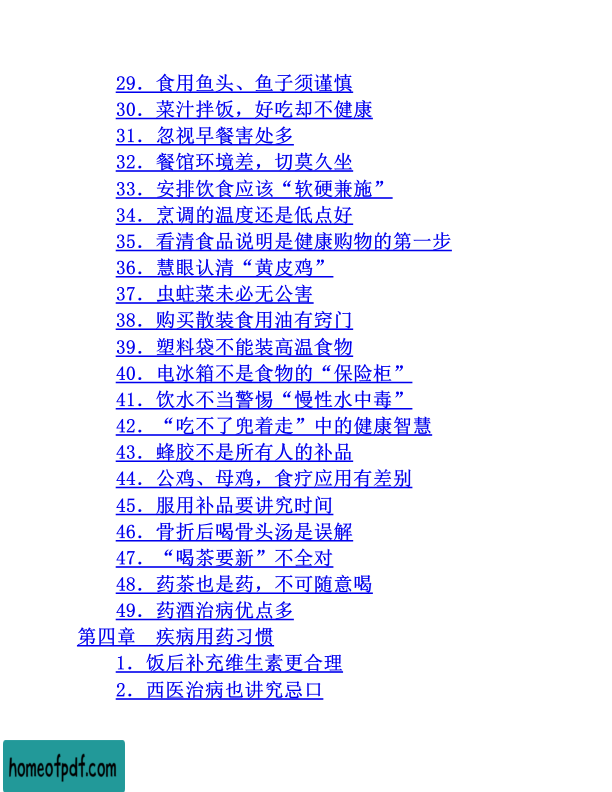 29．食用鱼头、鱼子须谨慎
30．菜汁拌饭，好吃却不健康
31．忽视早餐害处多
32．餐馆环境差，切莫久坐
33．安排饮食应该“软硬兼施”
34．烹调的温度还是低点好
35．看清食品说明是健康购物的第一步
36．慧眼认清“黄皮鸡”
37．虫蛀菜未必无公害
38．购买散装食用油有窍门
39．塑料袋不能装高温食物
40．电冰箱不是食物的“保险柜”
41．饮水不当警惕“慢性水中毒”
42．“吃不了兜着走”中的健康智慧
43．蜂胶不是所有人的补品
44．公鸡、母鸡，食疗应用有差别
45．服用补品要讲究时间
46．骨折后喝骨头汤是误解
47．“喝茶要新”不全对
48．药茶也是药，不可随意喝
49．药酒治病优点多
第四章　疾病用药习惯
1．饭后补充维生素更合理
2．西医治病也讲究忌口
homeofpdf.com